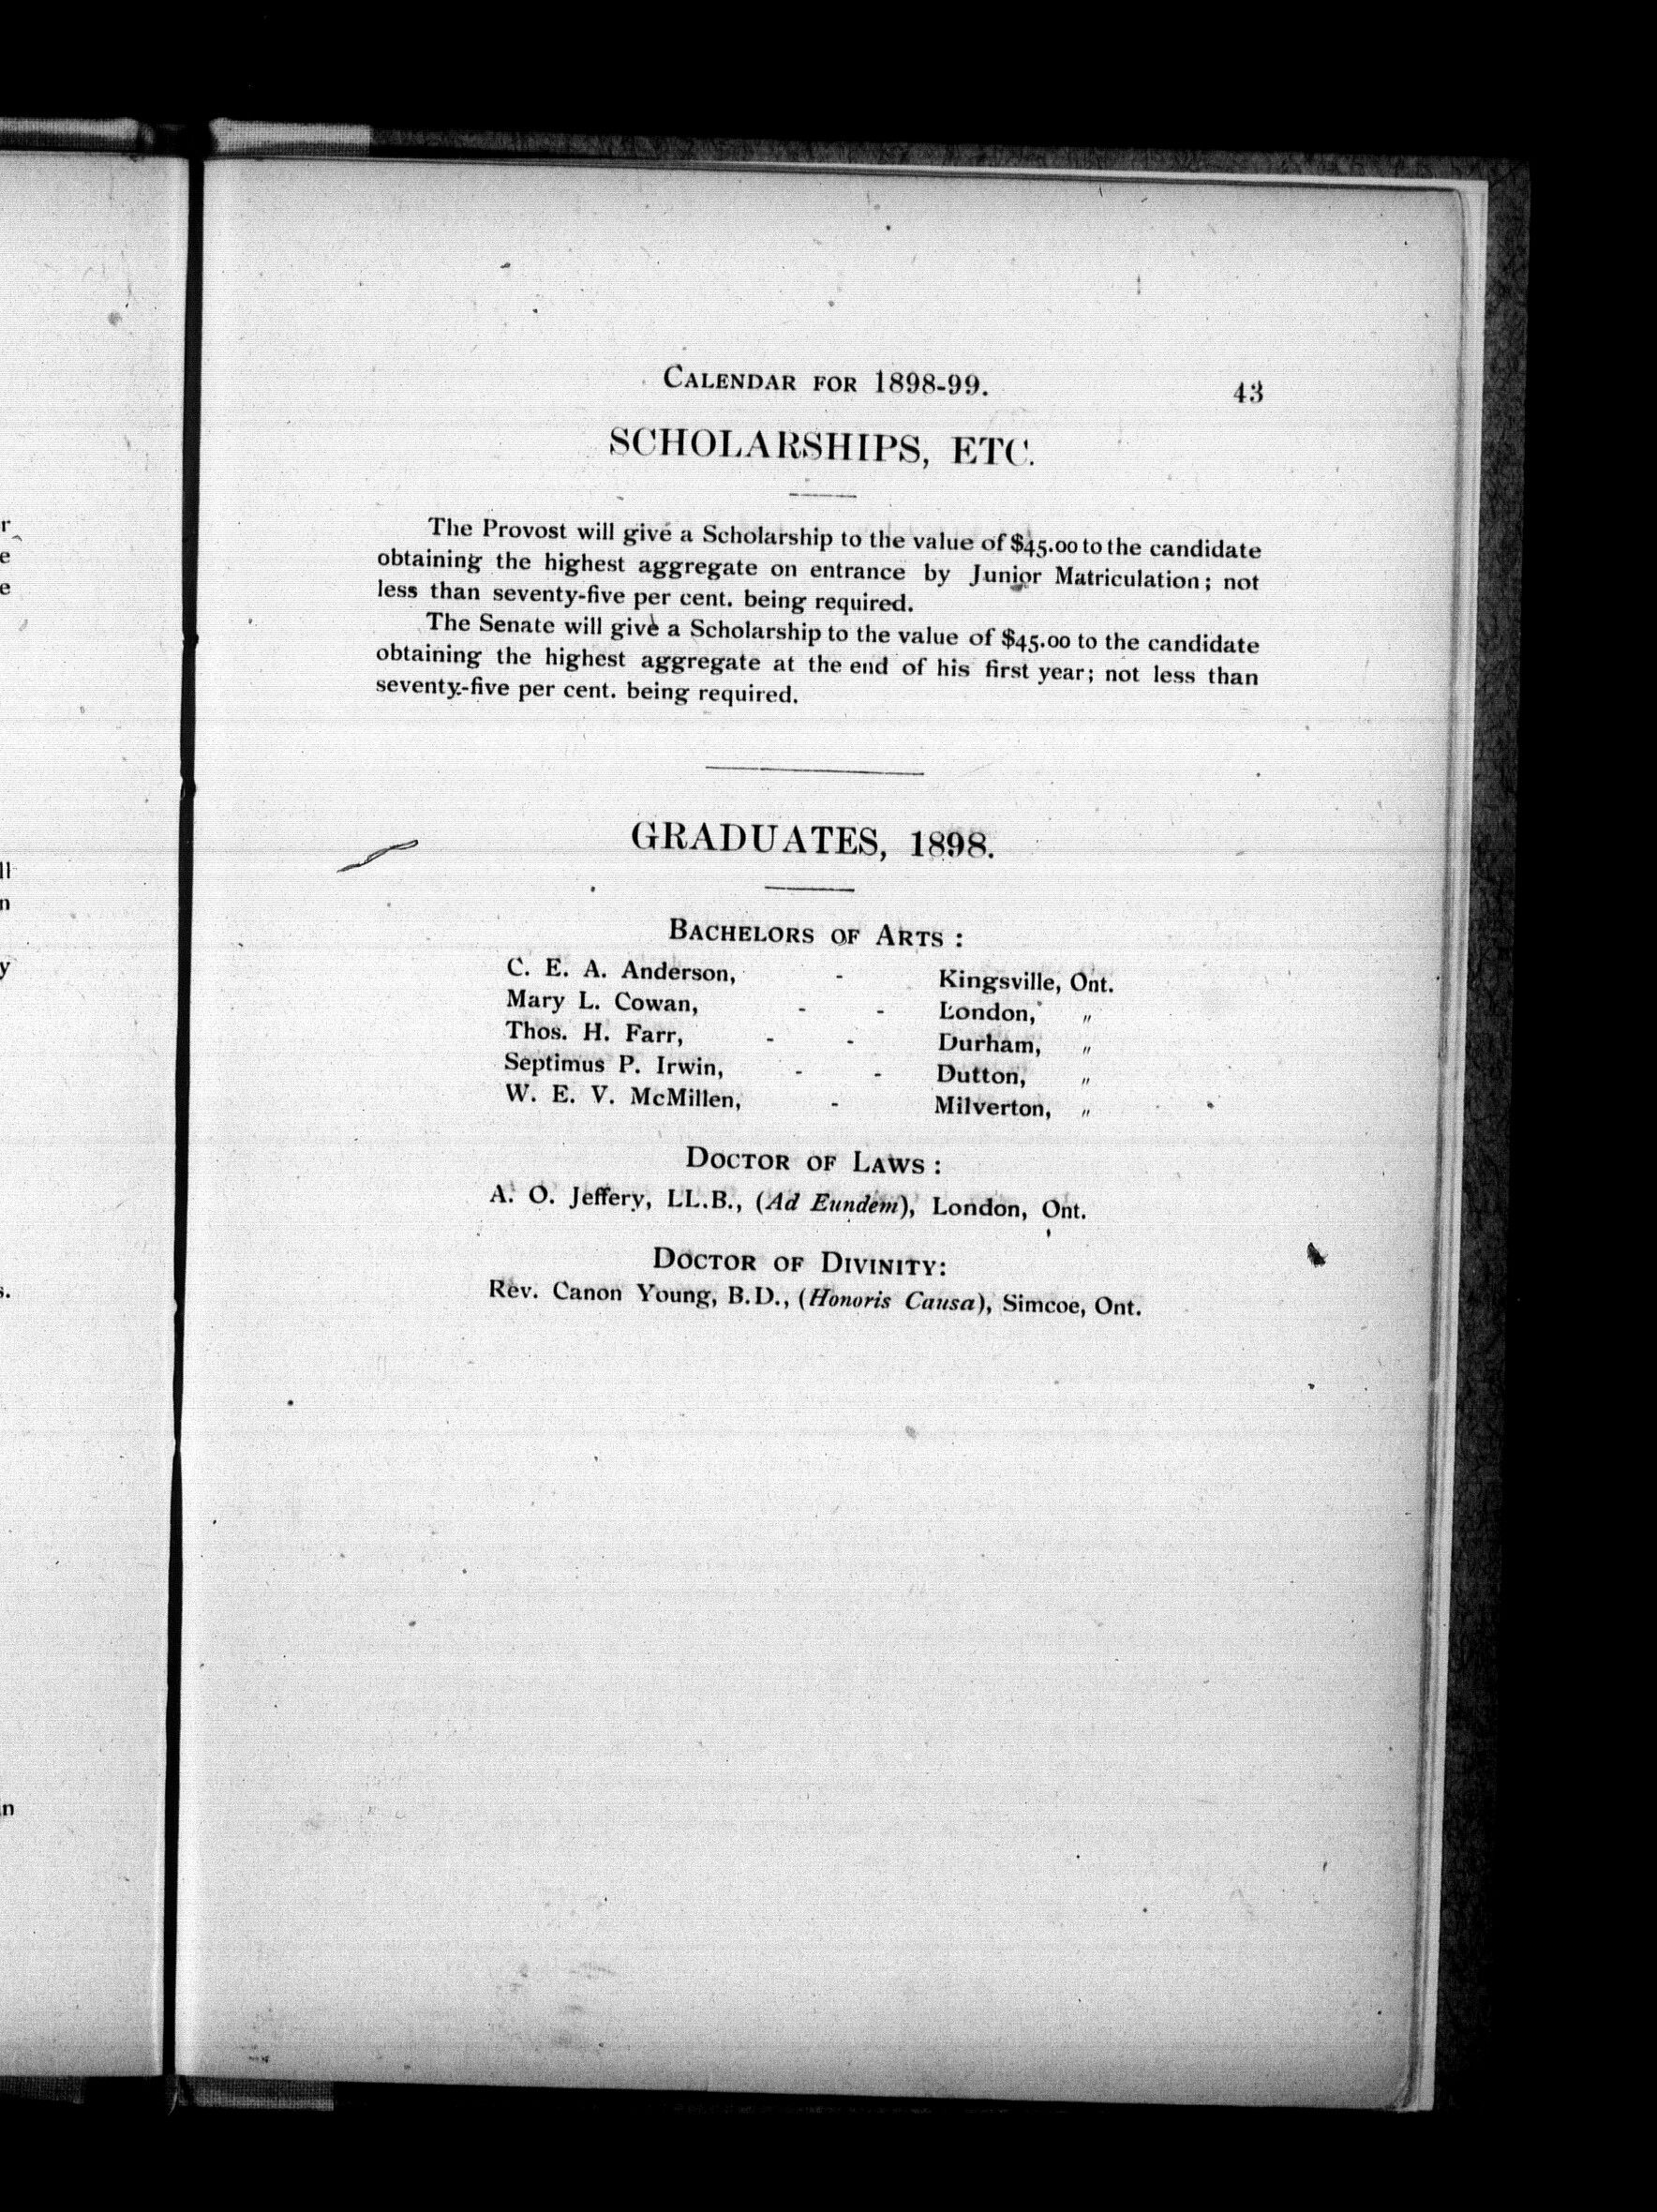 CALENDAR FOR 1898-99. 43
SCHOLARSHIPS, ETC.
The Provost will give a Scholarship to the value of $45.00 to the candidate
obtaining the highest aggregate on entrance by Junior Matriculation; not
less than seventy-five per cent. being required.
The Senate will give a Scholarship to the value of $45.00 to the candidate
obtaining the highest aggregate at the end of his first year; not less than
seventy-five per cent. being required.
GRADUATES, 1898.
BACHELORS OF ARTS :
C. E. A. Anderson, - Kingsville, Ont.
Mary L. Cowan, - - London, "
Thos. H. Farr, - - Durham, "
Septimus P. Irwin, - - Dutton, "
W. E. V. McMillen, - Milverton, "
DOCTOR OF LAWS :
A. O. Jeffery, LL.B., (Ad Eundem), London, Ont.
DOCTOR OF DIVINITY:
Rev. Canon Young, B.D., (Honoris Causa), Simcoe, Ont.